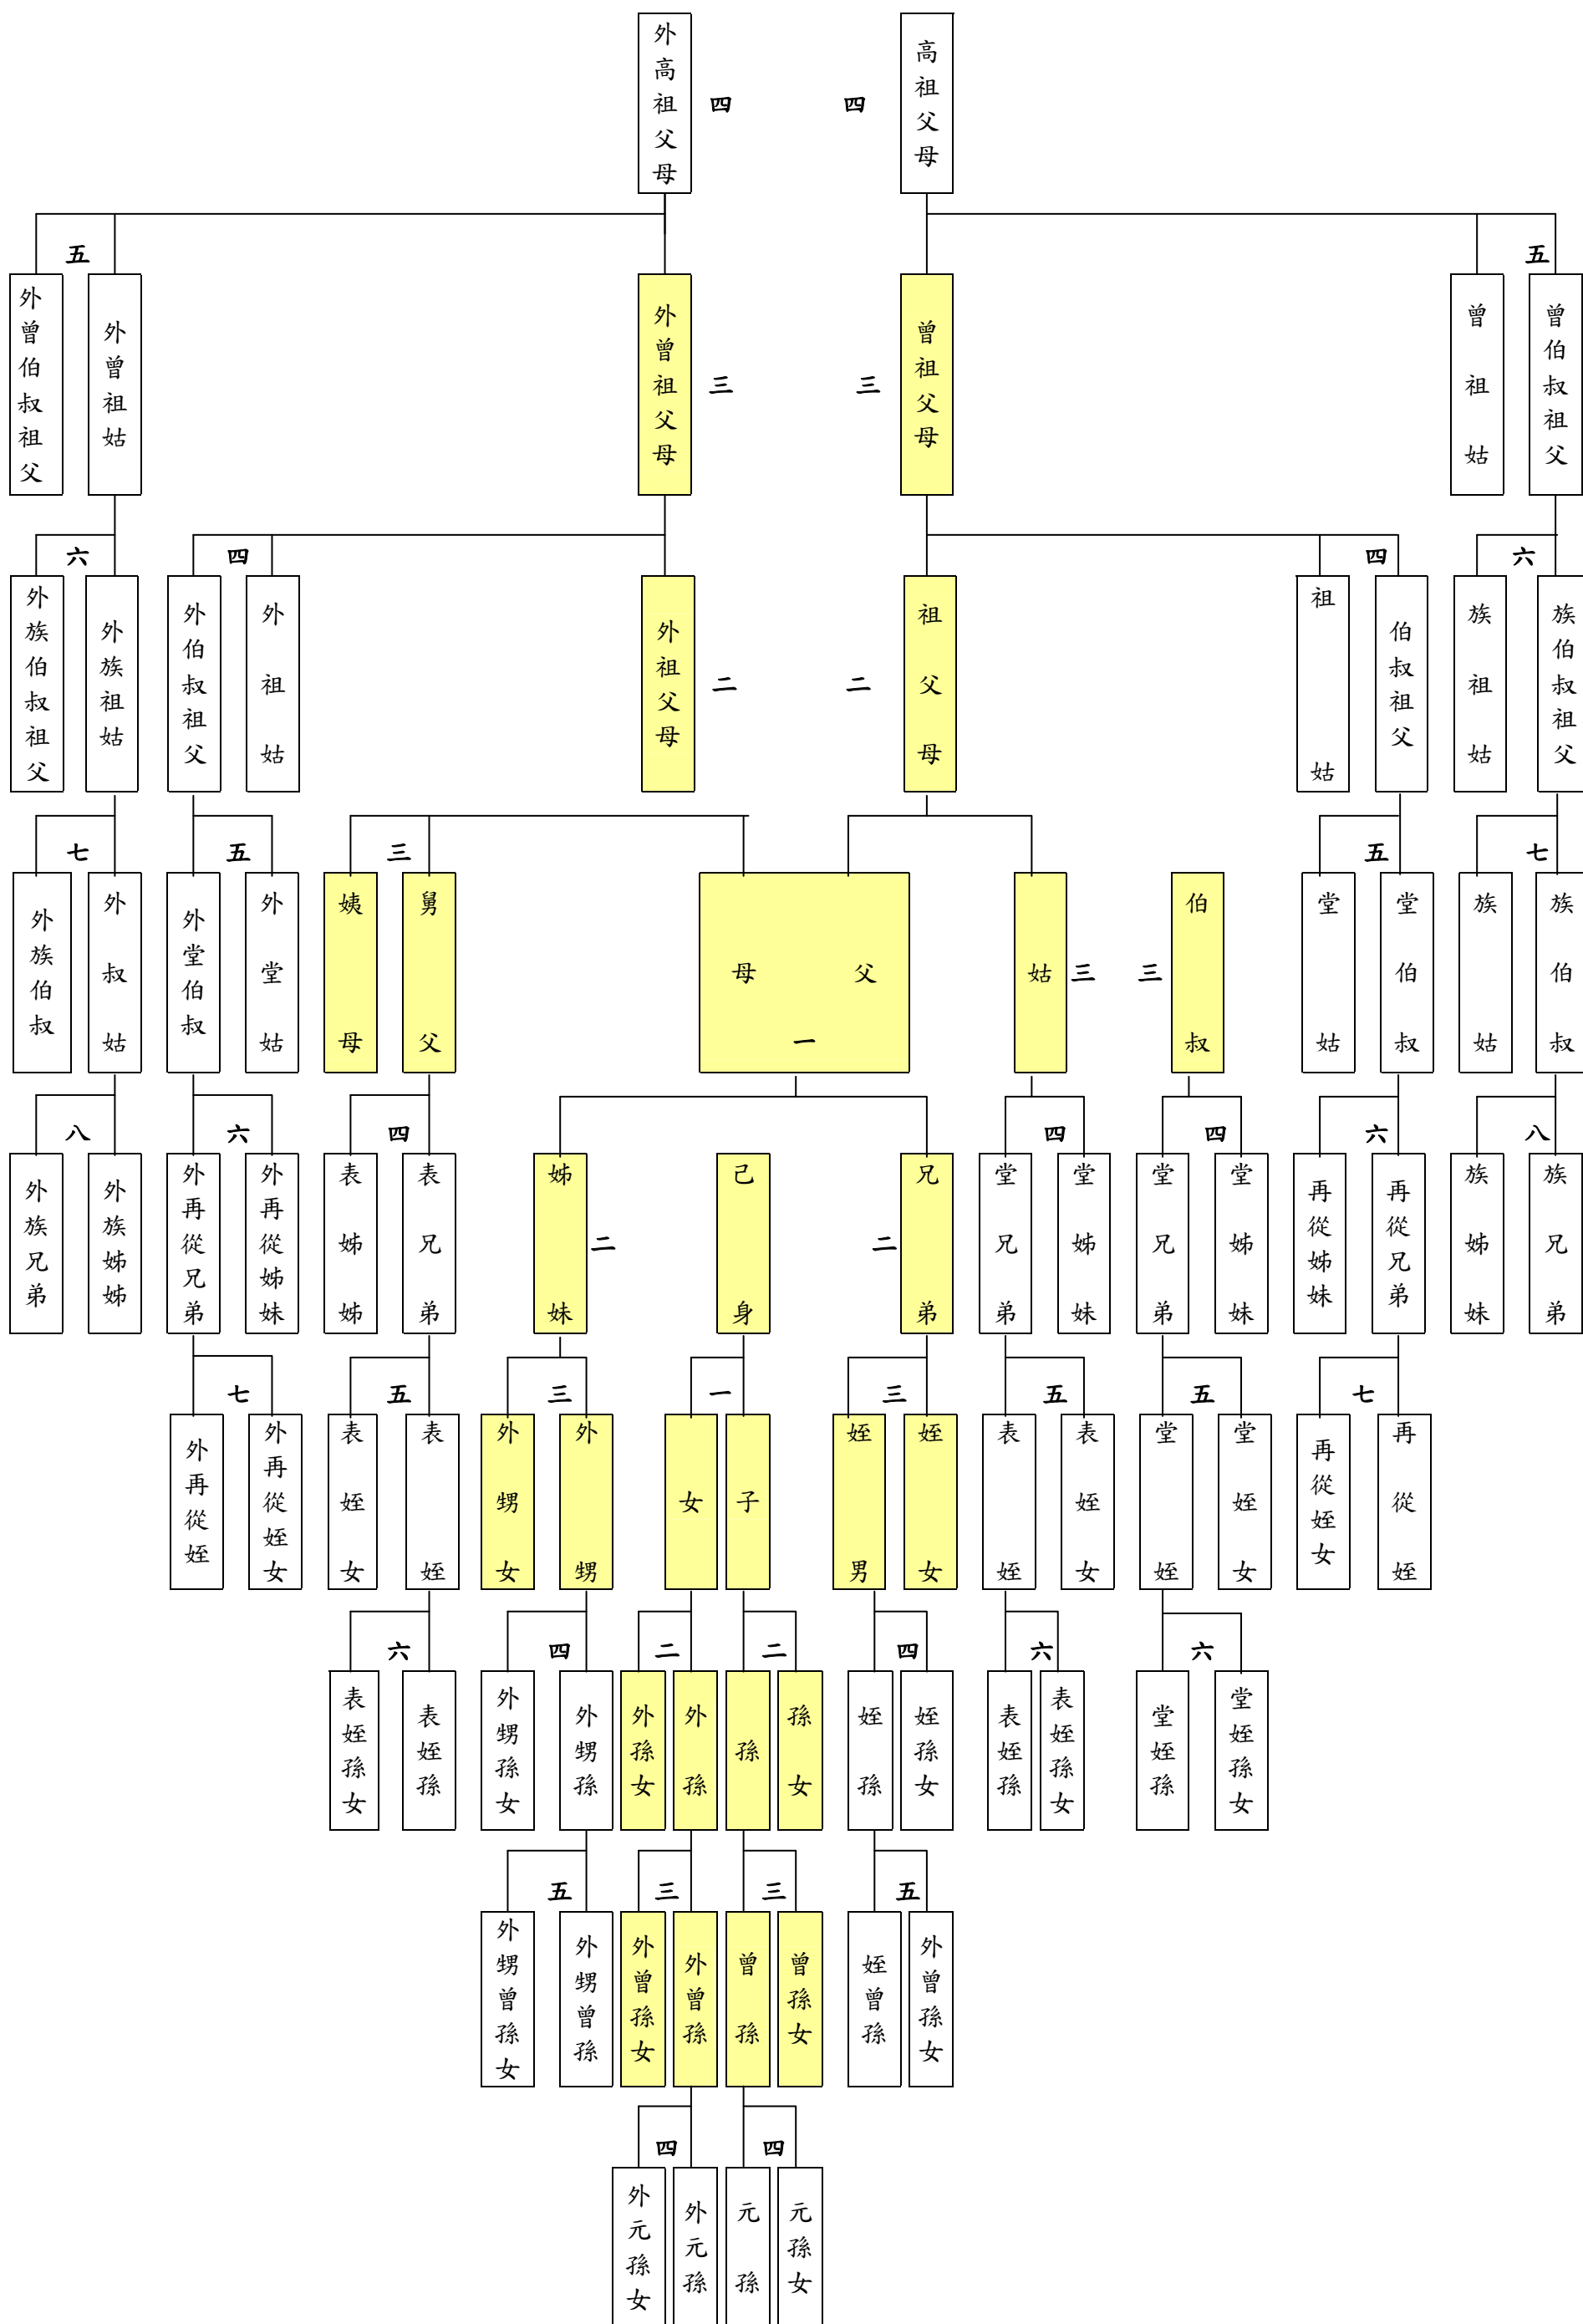 外高祖父母
四
四
高祖父母
五
五
外曾伯叔祖父
外曾祖姑
外曾祖父母
三
三
曾祖父母
曾祖姑
曾伯叔祖父
六
四
四
六
外族伯叔祖父
外族祖姑
外伯叔祖父
外祖姑
外祖父母
二
二
祖父母
祖姑
伯叔祖父
族祖姑
族伯叔祖父
七
五
三
五
七
外族伯叔
外叔姑
外堂伯叔
外堂姑
姨母
舅父
母
父
一
姑
三
三
伯叔
堂姑
堂伯叔
族姑
族伯叔
八
六
四
四
四
六
八
外族兄弟
外族姊姊
外再從兄弟
外再從姊妹
表姊姊
表兄弟
姊妹
二
己身
二
兄弟
堂兄弟
堂姊妹
堂兄弟
堂姊妹
再從姊妹
再從兄弟
族姊妹
族兄弟
七
五
三
一
三
五
五
七
外再從姪
外再從姪女
表姪女
表姪
外甥女
外甥
女
子
姪男
姪女
表姪
表姪女
堂姪
堂姪女
再從姪女
再從姪
六
四
二
二
四
六
六
表姪孫女
表姪孫
外甥孫女
外甥孫
外孫女
外孫
孫
孫女
姪孫
姪孫女
表姪孫
表姪孫女
堂姪孫
堂姪孫女
五
三
三
五
外甥曾孫女
外甥曾孫
外曾孫女
外曾孫
曾孫
曾孫女
姪曾孫
外曾孫女
四
四
外元孫女
外元孫
元孫
元孫女